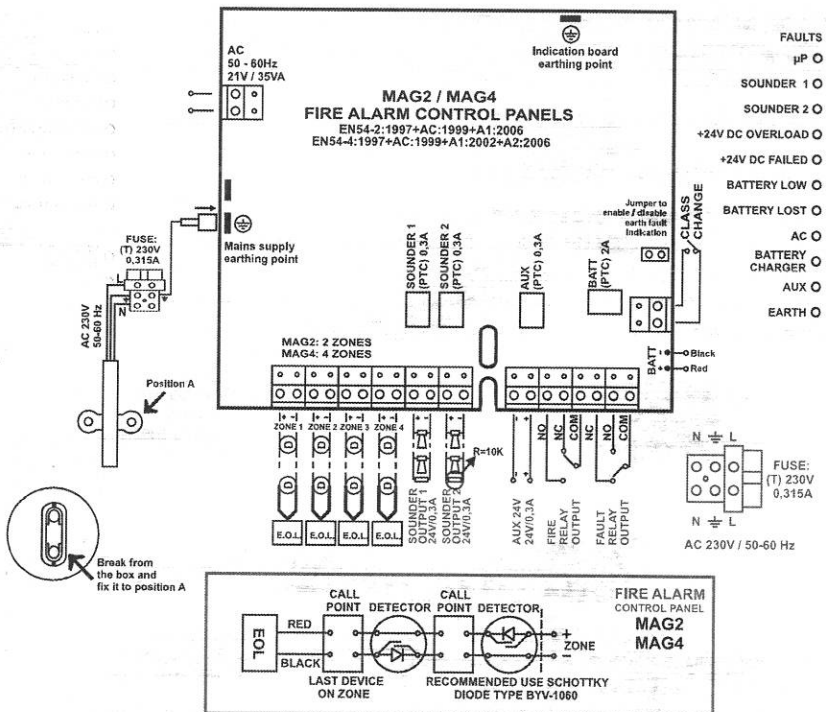 AC
50 - 60Hz
21V / 35VA
Indication board
earthing point
MAG2 / MAG4
FIRE ALARM CONTROL PANELS
EN54-2:1997+AC:1999+A1:2006
EN54-4:1997+AC:1999+A1:2002+A2:2006
FAULTS
µP
SOUNDER 1
SOUNDER 2
+24V DC OVERLOAD
+24V DC FAILED
BATTERY LOW
BATTERY LOST
AC
BATTERY
CHARGER
AUX
EARTH
Jumper to
enable / disable
earth fault
indication
CLASS
CHANGE
FUSE:
(T) 230V
0,315A
L
N
AC 230V
50-60 Hz
Mains supply
earthing point
SOUNDER 1
(PTC) 0,3A
SOUNDER 2
(PTC) 0,3A
AUX
(PTC) 0,3A
BATT
(PTC) 2A
MAG2: 2 ZONES
MAG4: 4 ZONES
BATT
- Black
+ Red
Position A
+ - + - + - + - + - + - - +
ZONE 1 ZONE 2 ZONE 3 ZONE 4
NO NC COM NC NO COM
D D D D
D D D D
R=10K
E.O.L. E.O.L. E.O.L. E.O.L.
SOUNDER
OUTPUT 1
24V/0,3A
SOUNDER
OUTPUT 2
24V/0,3A
AUX 24V
24V/0,3A
FIRE
RELAY
OUTPUT
FAULT
RELAY
OUTPUT
N L
FUSE:
(T) 230V
0,315A
N L
AC 230V / 50-60 Hz
Break from
the box and
fix it to position A
FIRE ALARM
CONTROL PANEL
MAG2
MAG4
CALL
POINT
DETECTOR
CALL
POINT
DETECTOR
EOL
RED
BLACK
+
ZONE
-
LAST DEVICE
ON ZONE
RECOMMENDED USE SCHOTTKY
DIODE TYPE BYV-1060